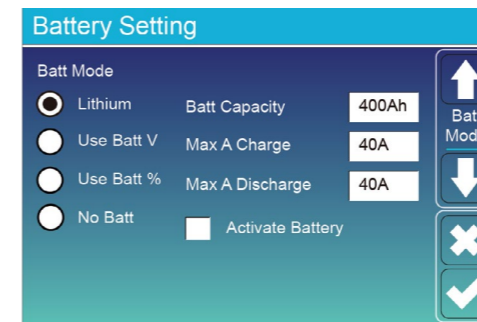 Battery Setting
Batt Mode
Lithium
Batt Capacity
400Ah
Use Batt V
Max A Charge
40A
Use Batt %
Max A Discharge
40A
No Batt
Activate Battery